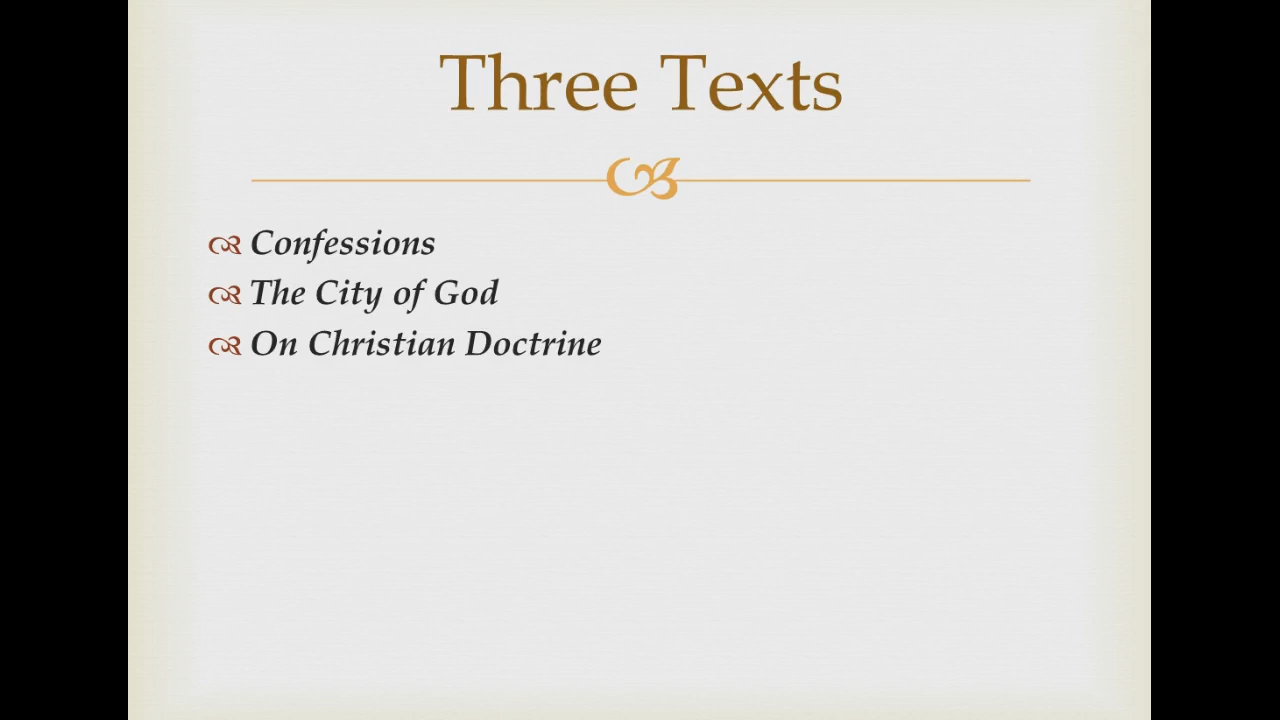 Three Texts
Confessions
The City of God
On Christian Doctrine